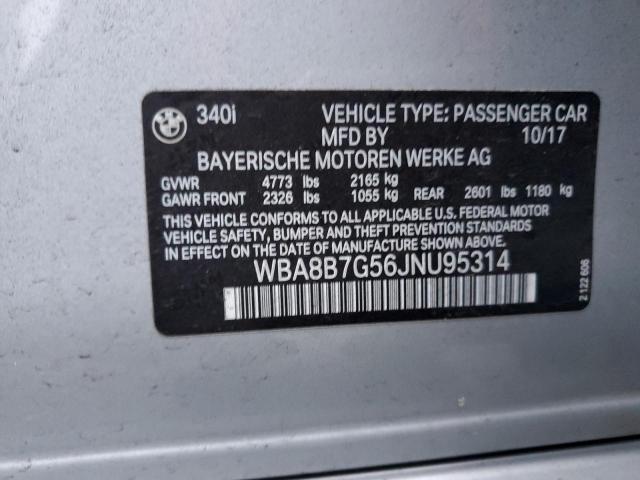 340i VEHICLE TYPE: PASSENGER CAR
MFD BY 10/17
BAYERISCHE MOTOREN WERKE AG
GVWR 4773 lbs 2165 kg
GAWR FRONT 2326 lbs 1055 kg REAR 2601 lbs 1180 kg
THIS VEHICLE CONFORMS TO ALL APPLICABLE U.S. FEDERAL MOTOR
VEHICLE SAFETY, BUMPER AND THEFT PREVENTION STANDARDS
IN EFFECT ON THE DATE OF MANUFACTURE SHOWN ABOVE.
WBA8B7G56JNU95314
2 122 606